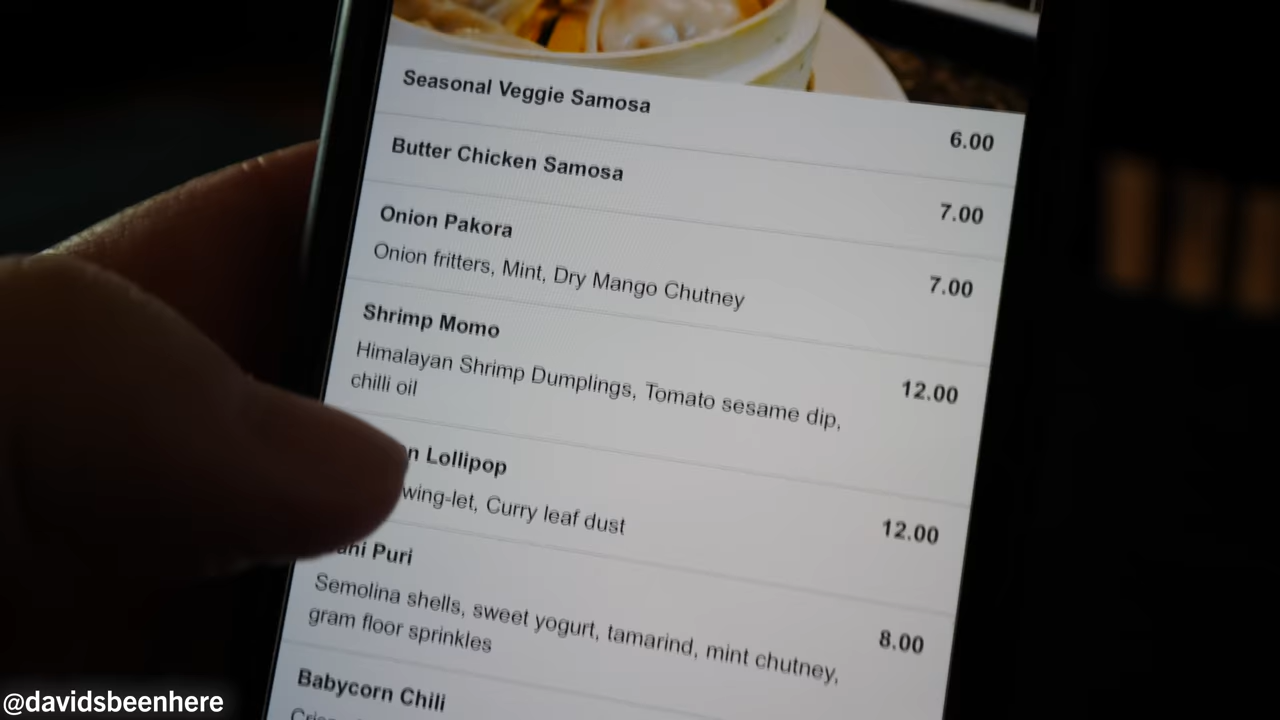 Seasonal Veggie Samosa
6.00
Butter Chicken Samosa
7.00
Onion Pakora
Onion fritters, Mint, Dry Mango Chutney
7.00
Shrimp Momo
Himalayan Shrimp Dumplings, Tomato sesame dip,
chilli oil
12.00
Lollipop
wing-let, Curry leaf dust
12.00
Puri
Semolina shells, sweet yogurt, tamarind, mint chutney,
gram floor sprinkles
8.00
Babycorn Chili
@davidsbeenhere